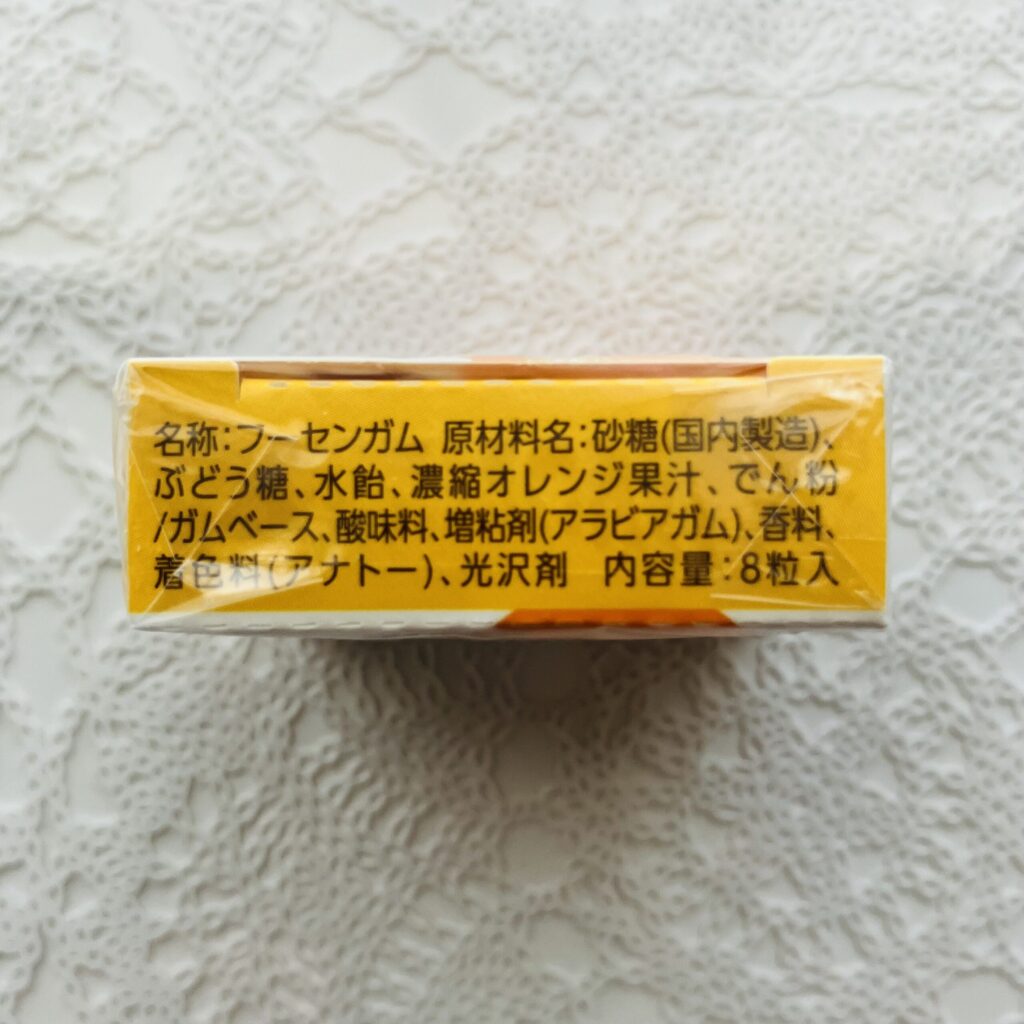 名称:フーセンガム 原材料名:砂糖(国内製造)、
ぶどう糖、水飴、濃縮オレンジ果汁、でん粉
/ガムベース、酸味料、増粘剤(アラビアガム)、香料、
着色料(アナトー)、光沢剤 内容量:8粒入